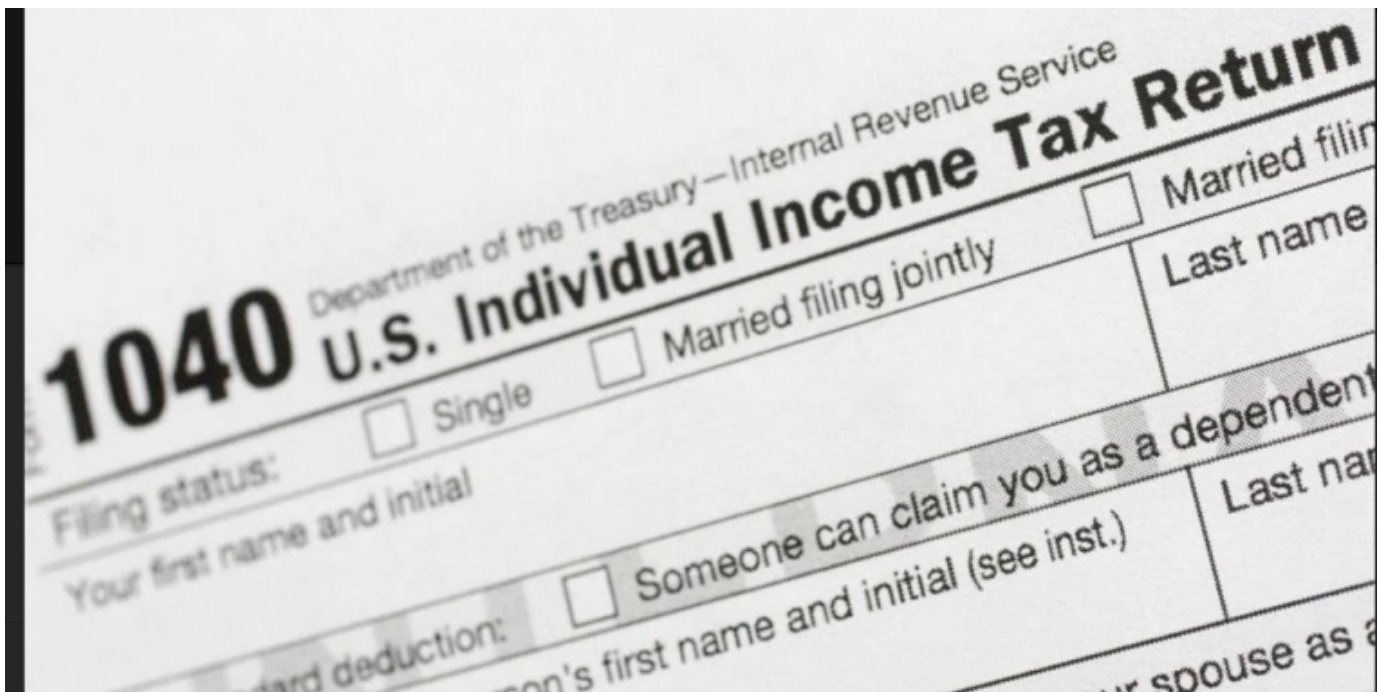 Department of the Treasury—Internal Revenue Service
1040 U.S. Individual Income Tax Return
Filing status: Single Married filing jointly Married
Your first name and initial Last name
deduction: Someone can claim you as a dependent
first name and initial (see inst.) Last
spouse as